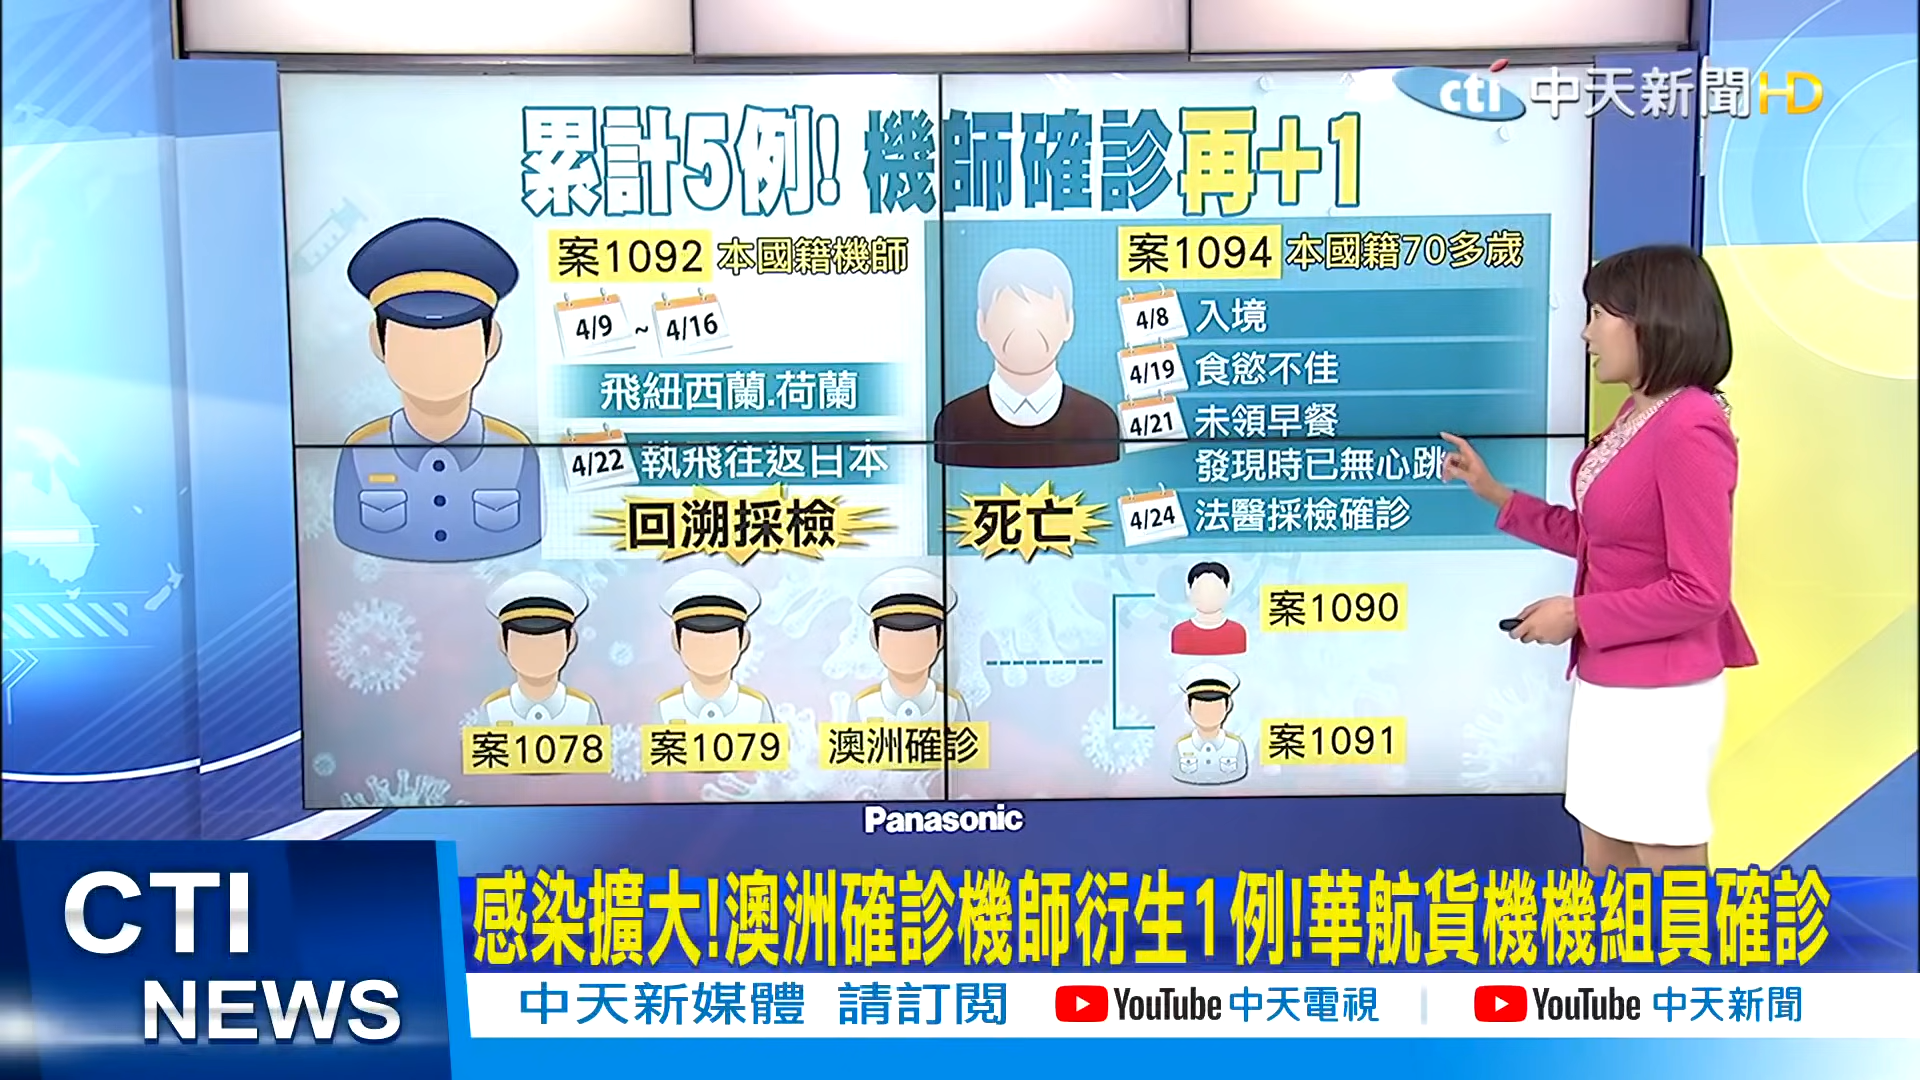 cti 中天新聞HD
累計5例! 機師確診再+1
案1092 本國籍機師
4/9 ~ 4/16
飛紐西蘭.荷蘭
4/22 執飛往返日本
回溯採檢
案1094 本國籍70多歲
4/8 入境
4/19 食慾不佳
4/21 未領早餐
發現時已無心跳
4/24 法醫採檢確診
死亡
案1078
案1079
澳洲確診
案1090
案1091
Panasonic
CTI
NEWS
感染擴大!澳洲確診機師衍生1例!華航貨機機組員確診
中天新媒體 請訂閱 YouTube 中天電視 | YouTube 中天新聞